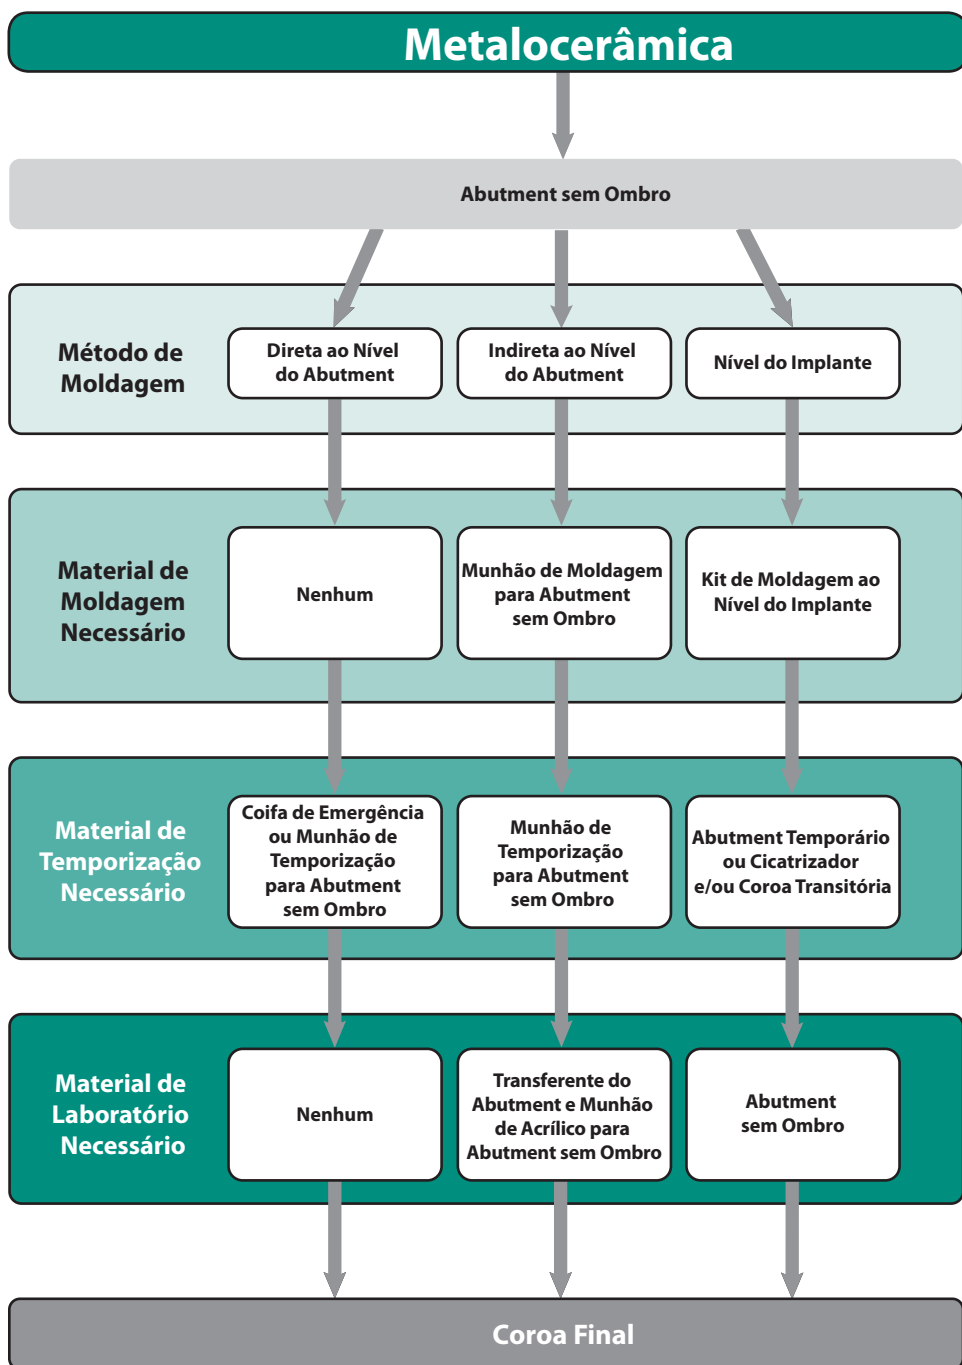 Metalocerâmica
Abutment sem Ombro
Método de
Moldagem
Direta ao Nível
do Abutment
Indireta ao Nível
do Abutment
Nível do Implante
Material de
Moldagem
Necessário
Nenhum
Munhão de Moldagem
para Abutment
sem Ombro
Kit de Moldagem ao
Nível do Implante
Material de
Temporização
Necessário
Coifa de Emergência
ou Munhão de
Temporização
para Abutment
sem Ombro
Munhão de
Temporização
para Abutment
sem Ombro
Abutment Temporário
ou Cicatrizador
e/ou Coroa Transitória
Material de
Laboratório
Necessário
Nenhum
Transferente do
Abutment e Munhão
de Acrílico para
Abutment sem Ombro
Abutment
sem Ombro
Coroa Final